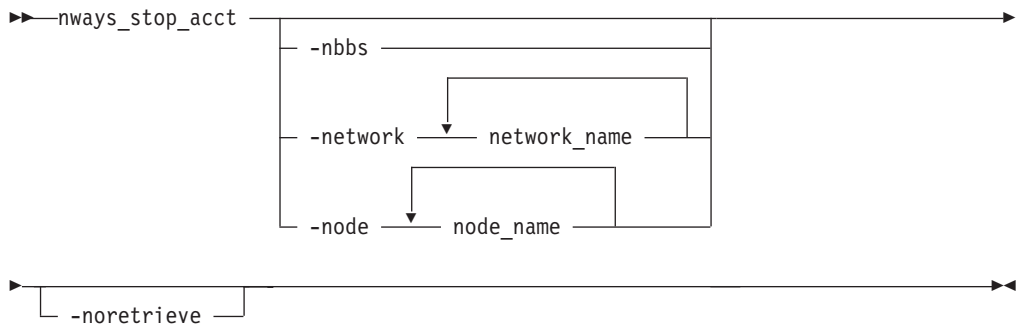 nways_stop_acct
-nbbs
-network network_name
-node node_name
-noretrieve